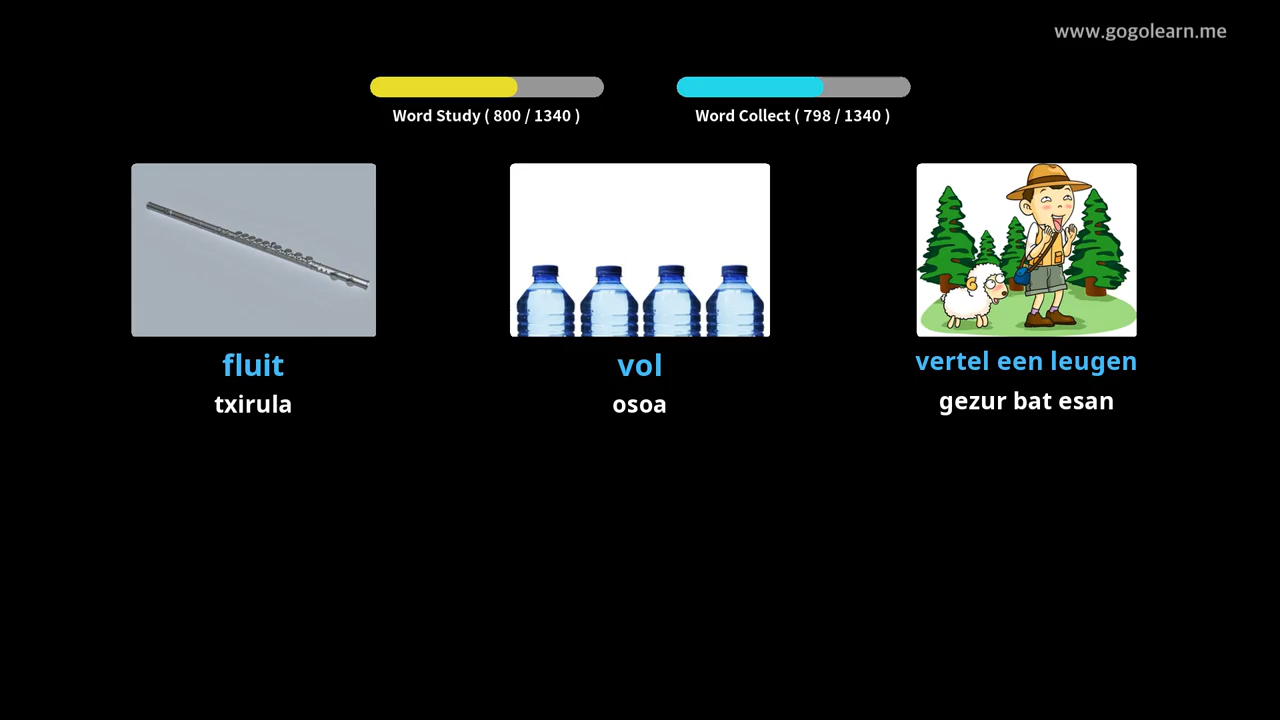 www.gogolearn.me
Word Study ( 800 / 1340 )
Word Collect ( 798 / 1340 )
fluit
txirula
vol
osoa
vertel een leugen
gezur bat esan